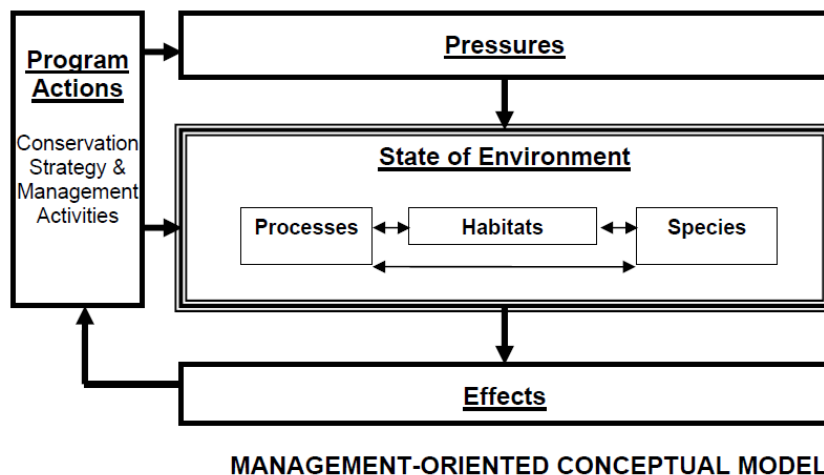 Program
Actions
Conservation
Strategy &
Management
Activities
Pressures
State of Environment
Processes
Habitats
Species
Effects
MANAGEMENT-ORIENTED CONCEPTUAL MODEL